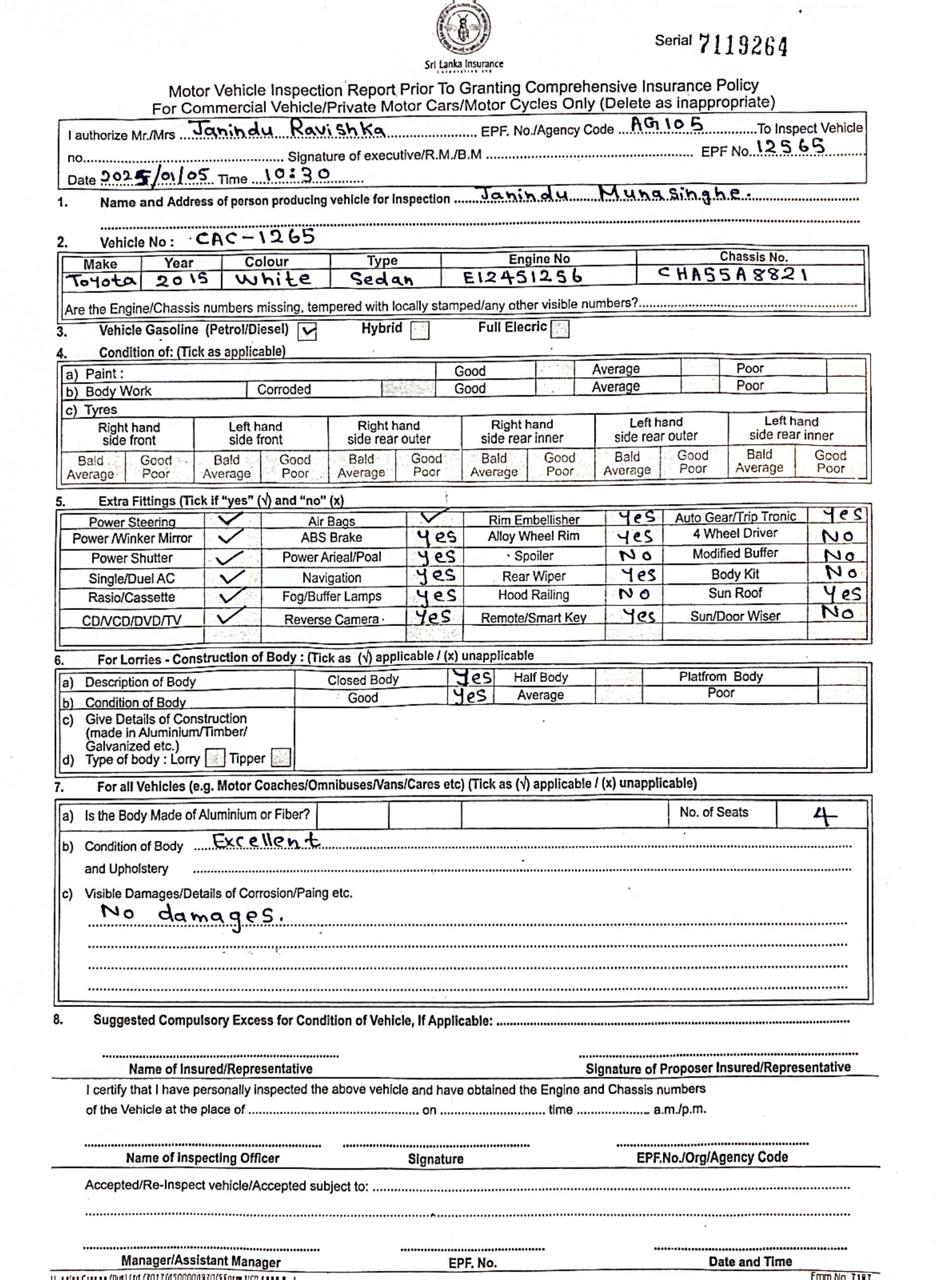 Sri Lanka Insurance
Corporation Ltd
Serial 7119264
Motor Vehicle Inspection Report Prior To Granting Comprehensive Insurance Policy
For Commercial Vehicle/Private Motor Cars/Motor Cycles Only (Delete as inappropriate)
I authorize Mr./Mrs Janindu Ravishka EPF. No./Agency Code AG105 To Inspect Vehicle
no. Signature of executive/R.M./B.M EPF No. 12565
Date 2025/01/05 Time 10:30
1. Name and Address of person producing vehicle for inspection Janindu Munasinghe.
2. Vehicle No : CAC-1265
Make Year Colour Type Engine No Chassis No.
Toyota 2015 White Sedan E12451256 CHA55A8821
Are the Engine/Chassis numbers missing, tempered with locally stamped/any other visible numbers?
3. Vehicle Gasoline (Petrol/Diesel) ✓ Hybrid Full Elecric
4. Condition of: (Tick as applicable)
a) Paint : Good Average Poor
b) Body Work Corroded Good Average Poor
c) Tyres
Right hand side front Left hand side front Right hand side rear outer Right hand side rear inner Left hand side rear outer Left hand side rear inner
Bald Average Good Poor Bald Average Good Poor Bald Average Good Poor Bald Average Good Poor Bald Average Good Poor Bald Average Good Poor
5. Extra Fittings (Tick if "yes" (√) and "no" (x)
Power Steering ✓ Air Bags ✓ Rim Embellisher Yes Auto Gear/Trip Tronic Yes
Power /Winker Mirror ✓ ABS Brake Yes Alloy Wheel Rim Yes 4 Wheel Driver No
Power Shutter ✓ Power Arieal/Poal Yes Spoiler No Modified Buffer No
Single/Duel AC ✓ Navigation Yes Rear Wiper Yes Body Kit No
Rasio/Cassette ✓ Fog/Buffer Lamps Yes Hood Railing No Sun Roof Yes
CD/VCD/DVD/TV ✓ Reverse Camera Yes Remote/Smart Key Yes Sun/Door Wiser No
6. For Lorries - Construction of Body : (Tick as (√) applicable / (x) unapplicable
a) Description of Body Closed Body Yes Half Body Platfrom Body
b) Condition of Body Good Yes Average Poor
c) Give Details of Construction
(made in Aluminium/Timber/
Galvanized etc.)
d) Type of body : Lorry Tipper
7. For all Vehicles (e.g. Motor Coaches/Omnibuses/Vans/Cares etc) (Tick as (√) applicable / (x) unapplicable)
a) Is the Body Made of Aluminium or Fiber? No. of Seats 4
b) Condition of Body Excellent
and Upholstery
c) Visible Damages/Details of Corrosion/Paing etc.
No damages.
8. Suggested Compulsory Excess for Condition of Vehicle, If Applicable:
Name of Insured/Representative Signature of Proposer Insured/Representative
I certify that I have personally inspected the above vehicle and have obtained the Engine and Chassis numbers
of the Vehicle at the place of on time a.m./p.m.
Name of Inspecting Officer Signature EPF.No./Org/Agency Code
Accepted/Re-Inspect vehicle/Accepted subject to:
Manager/Assistant Manager EPF. No. Date and Time